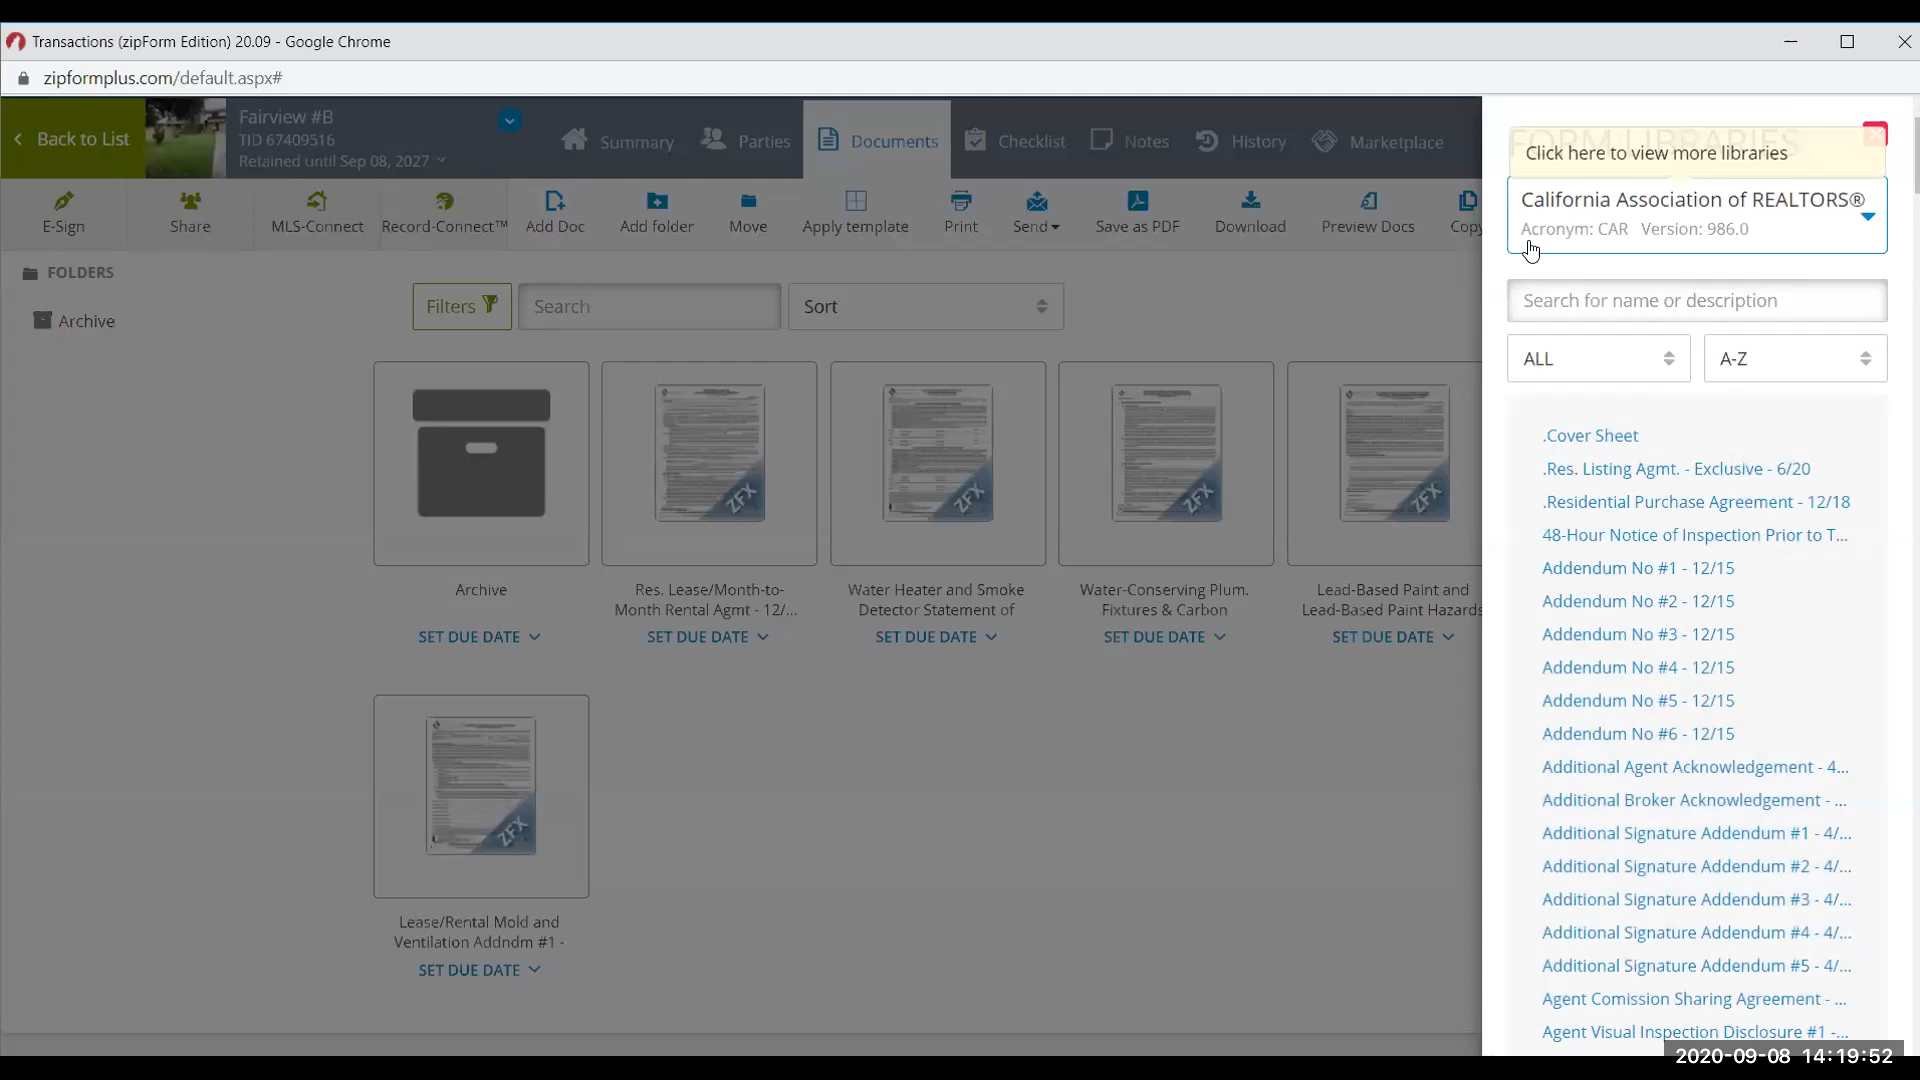 Transactions (zipForm Edition) 20.09 - Google Chrome
zipformplus.com/default.aspx#
Back to List
Fairview #B
TID 67409516
Retained until Sep 08, 2027
Summary
Parties
Documents
Checklist
Notes
History
Marketplace
E-Sign
Share
MLS-Connect
Record-Connect™
Add Doc
Add folder
Move
Apply template
Print
Send
Save as PDF
Download
Preview Docs
Copy
FOLDERS
Archive
Filters
Search
Sort
ZFX
ZFX
ZFX
ZFX
Archive
SET DUE DATE
Res. Lease/Month-to-
Month Rental Agmt - 12/...
SET DUE DATE
Water Heater and Smoke
Detector Statement of
SET DUE DATE
Water-Conserving Plum.
Fixtures & Carbon
SET DUE DATE
Lead-Based Paint and
Lead-Based Paint Hazards
SET DUE DATE
ZFX
Lease/Rental Mold and
Ventilation Addndm #1 -
SET DUE DATE
FORM LIBRARIES
Click here to view more libraries
California Association of REALTORS®
Acronym: CAR Version: 986.0
Search for name or description
ALL
A-Z
.Cover Sheet
.Res. Listing Agmt. - Exclusive - 6/20
.Residential Purchase Agreement - 12/18
48-Hour Notice of Inspection Prior to T...
Addendum No #1 - 12/15
Addendum No #2 - 12/15
Addendum No #3 - 12/15
Addendum No #4 - 12/15
Addendum No #5 - 12/15
Addendum No #6 - 12/15
Additional Agent Acknowledgement - 4...
Additional Broker Acknowledgement - ...
Additional Signature Addendum #1 - 4/...
Additional Signature Addendum #2 - 4/...
Additional Signature Addendum #3 - 4/...
Additional Signature Addendum #4 - 4/...
Additional Signature Addendum #5 - 4/...
Agent Comission Sharing Agreement - ...
Agent Visual Inspection Disclosure #1 -...
2020-09-08 14:19:52